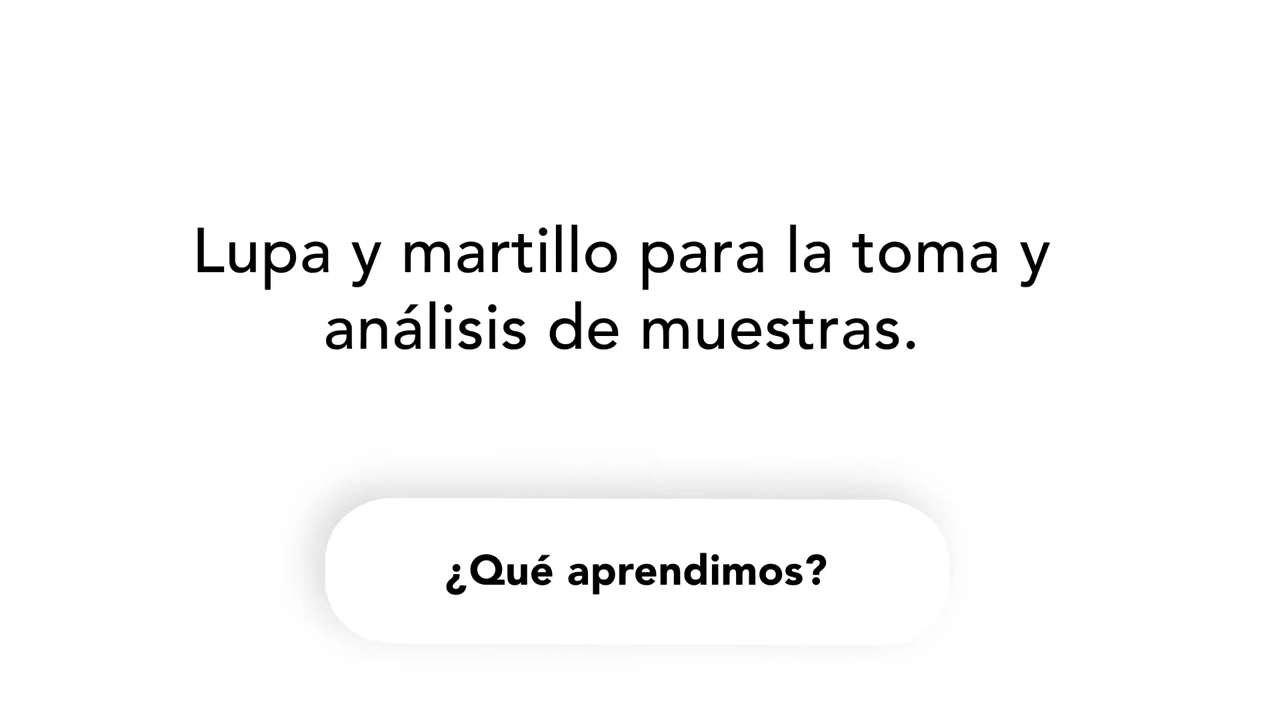 Lupa y martillo para la toma y
análisis de muestras.
¿Qué aprendimos?